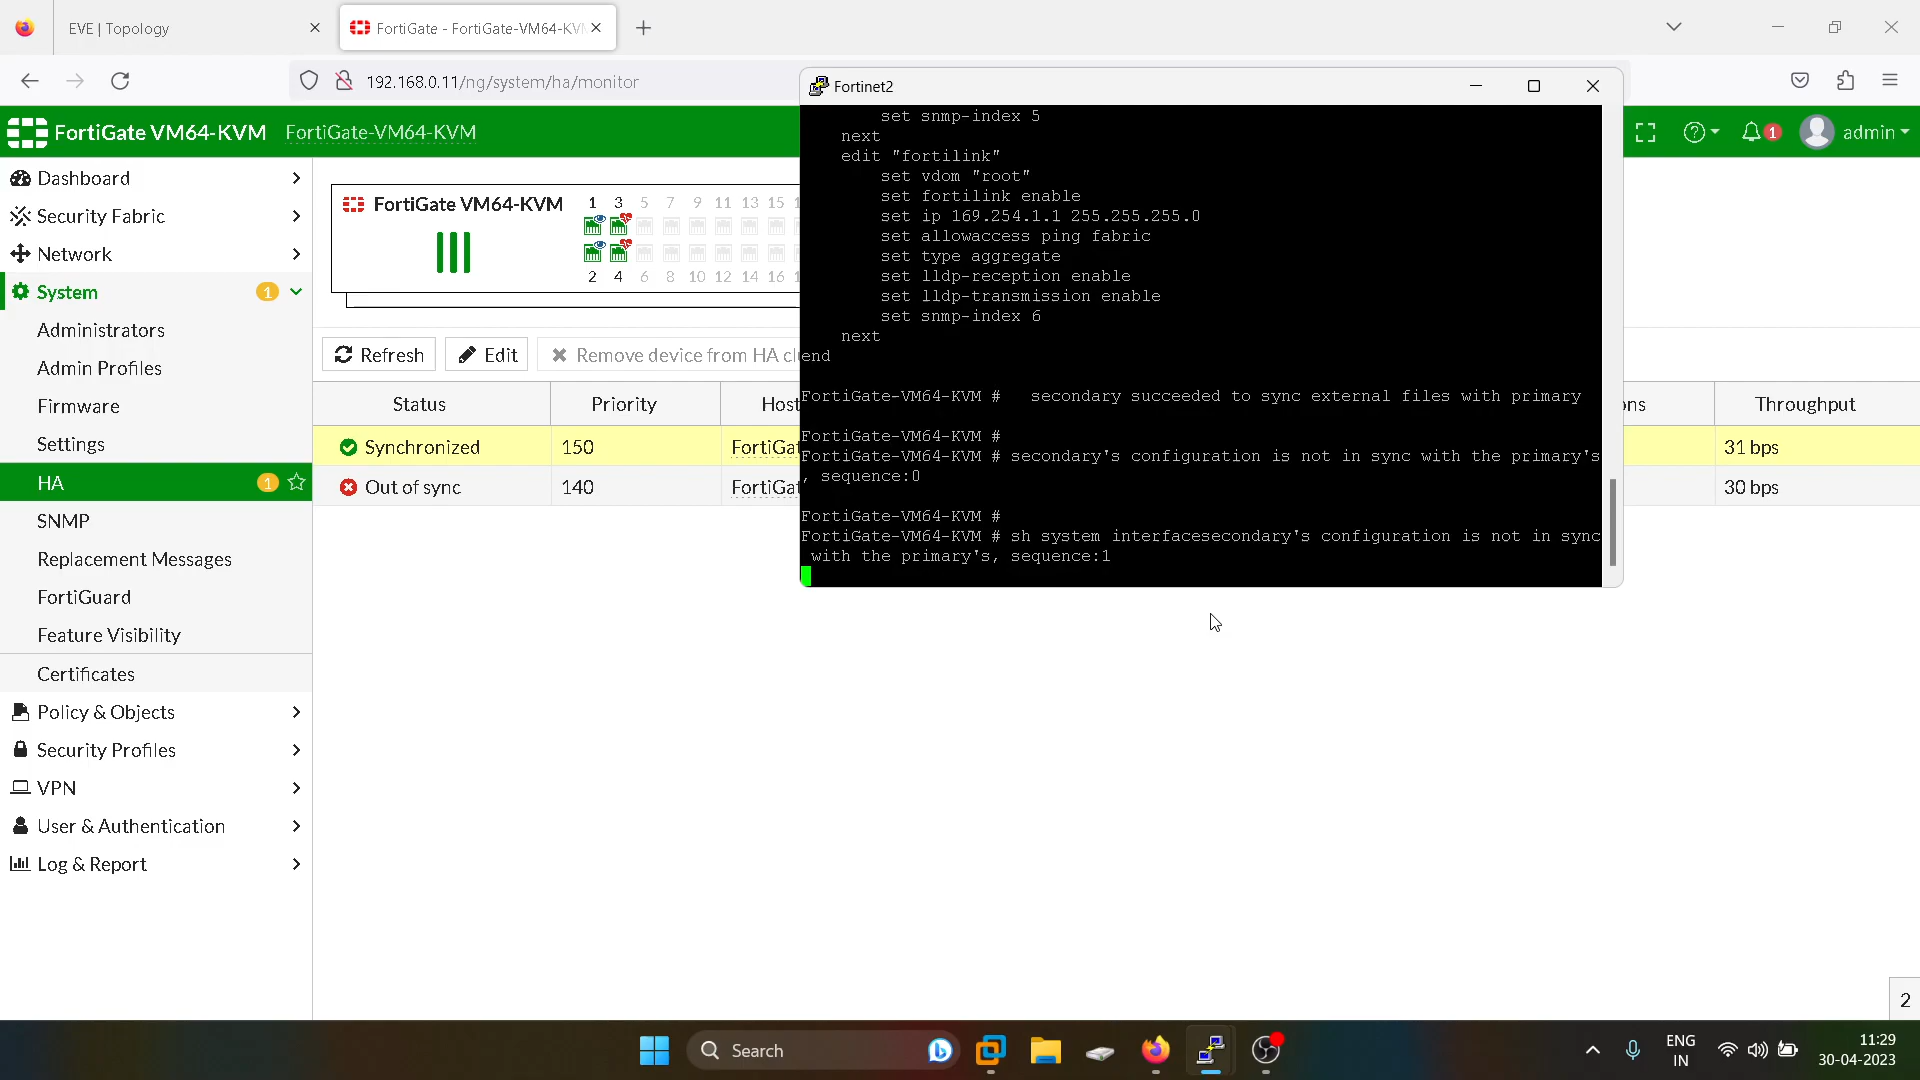 EVE | Topology
FortiGate - FortiGate-VM64-KV
192.168.0.11/ng/system/ha/monitor
Fortinet2
FortiGate VM64-KVM
FortiGate-VM64-KVM
1
admin
Dashboard
Security Fabric
Network
System 1
Administrators
Admin Profiles
Firmware
Settings
HA 1
SNMP
Replacement Messages
FortiGuard
Feature Visibility
Certificates
Policy & Objects
Security Profiles
VPN
User & Authentication
Log & Report
FortiGate VM64-KVM
1 3 5 7 9 11 13 15 1
2 4 6 8 10 12 14 16 1
Refresh
Edit
Remove device from HA cl
Status Priority Host ons Throughput
Synchronized 150 FortiGat 31 bps
Out of sync 140 FortiGat 30 bps
set snmp-index 5
next
edit "fortilink"
set vdom "root"
set fortilink enable
set ip 169.254.1.1 255.255.255.0
set allowaccess ping fabric
set type aggregate
set lldp-reception enable
set lldp-transmission enable
set snmp-index 6
next
end
FortiGate-VM64-KVM # secondary succeeded to sync external files with primary
FortiGate-VM64-KVM #
FortiGate-VM64-KVM # secondary's configuration is not in sync with the primary's
, sequence:0
FortiGate-VM64-KVM #
FortiGate-VM64-KVM # sh system interfacesecondary's configuration is not in sync
with the primary's, sequence:1
2
Search
ENG
IN
11:29
30-04-2023